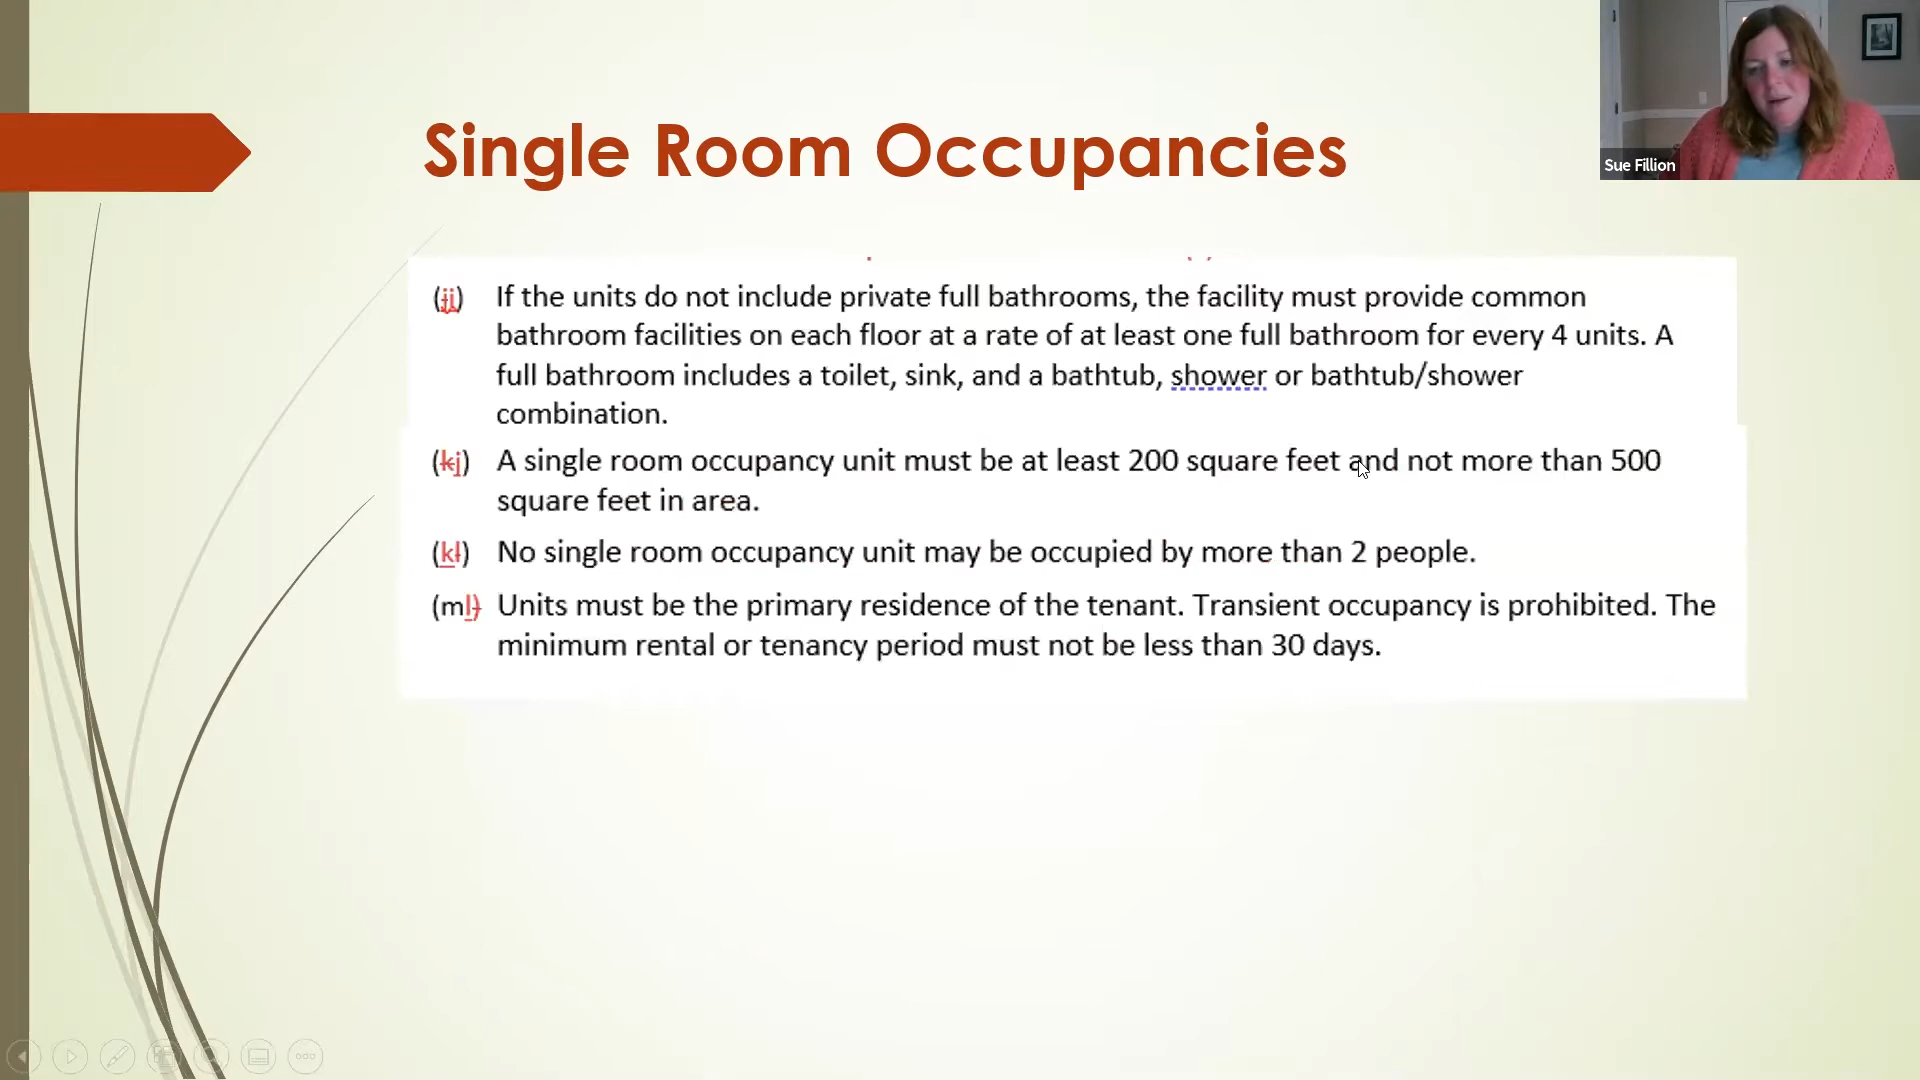 Single Room Occupancies
Sue Fillion
(ji) If the units do not include private full bathrooms, the facility must provide common
bathroom facilities on each floor at a rate of at least one full bathroom for every 4 units. A
full bathroom includes a toilet, sink, and a bathtub, shower or bathtub/shower
combination.
(kj) A single room occupancy unit must be at least 200 square feet and not more than 500
square feet in area.
(kl) No single room occupancy unit may be occupied by more than 2 people.
(ml) Units must be the primary residence of the tenant. Transient occupancy is prohibited. The
minimum rental or tenancy period must not be less than 30 days.